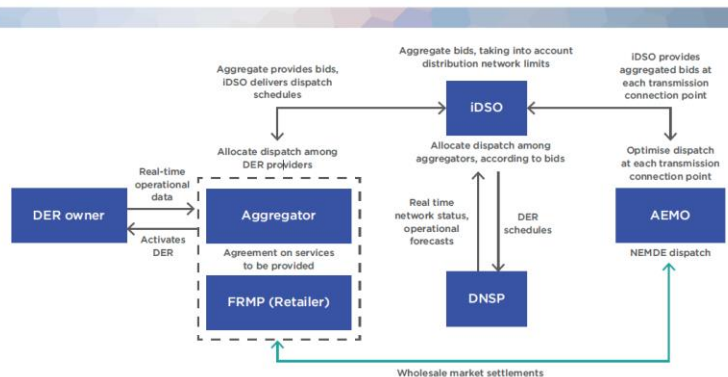 Aggregate bids, taking into account
distribution network limits
iDSO provides
aggregated bids at
each transmission
connection point
Aggregate provides bids,
iDSO delivers dispatch
schedules
iDSO
Allocate dispatch among
DER providers
Allocate dispatch among
aggregators, according to bids
Optimise dispatch
at each transmission
connection point
Real-time
operational
data
DER owner
Activates
DER
Aggregator
Agreement on services
to be provided
FRMP (Retailer)
Real time
network status,
operational
forecasts
DER
schedules
DNSP
AEMO
NEMDE dispatch
Wholesale market settlements